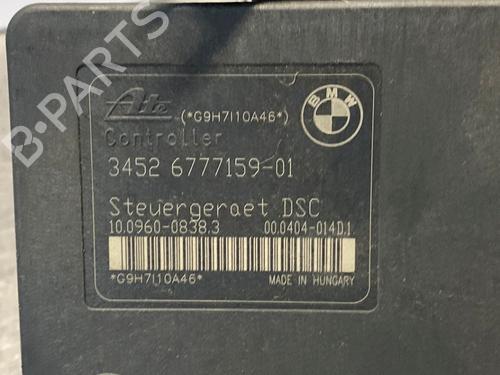 B-PARTS
Ate (*G9H7I10A46*) BMW
Controller
3452 6777159-01
Steuergeraet DSC
10.0960-0838.3 00.0404-014D.1
*G9H7I10A46* MADE IN HUNGARY